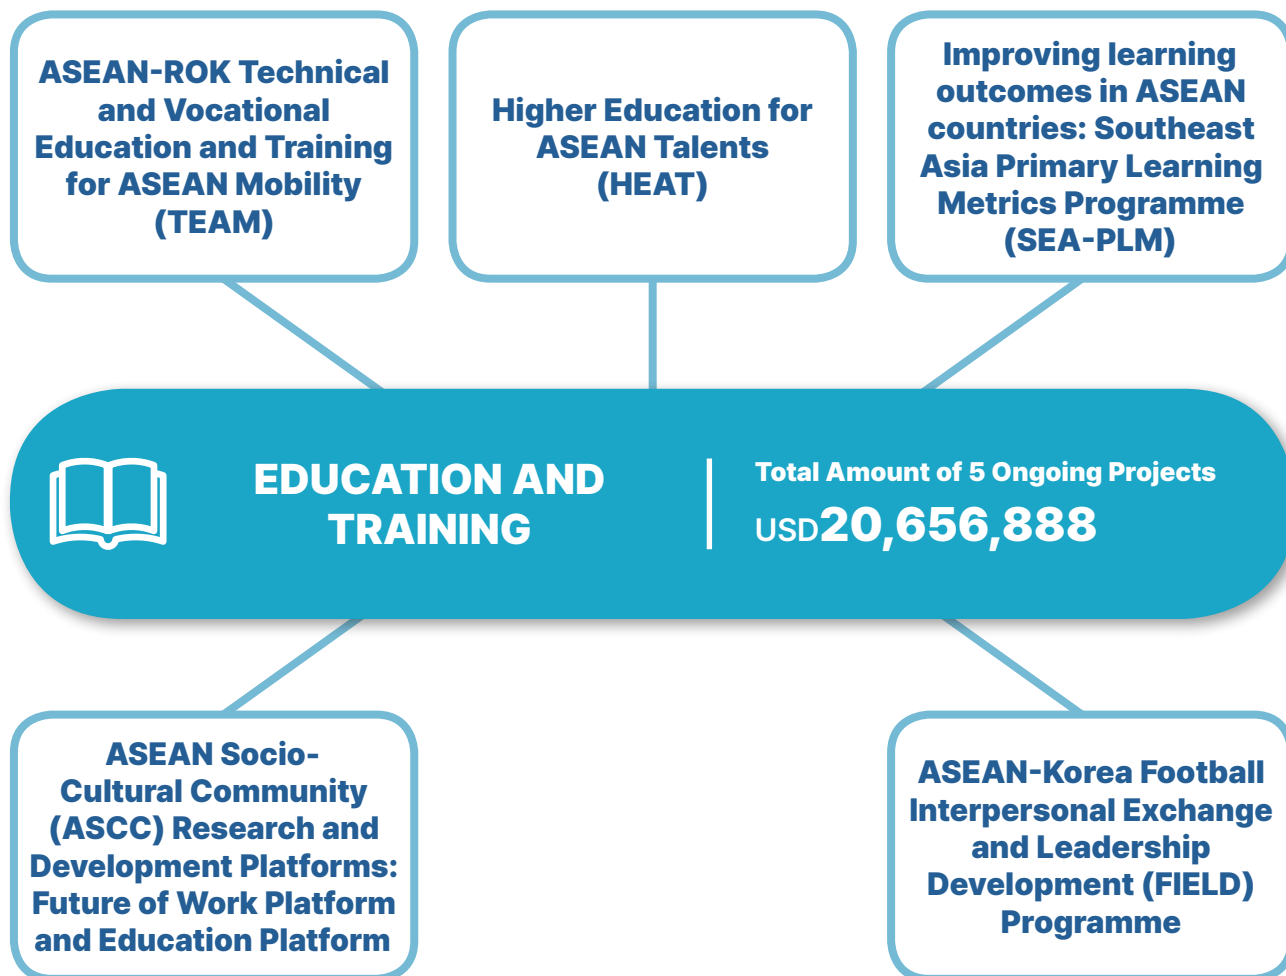 ASEAN-ROK Technical
and Vocational
Education and Training
for ASEAN Mobility
(TEAM)
Higher Education for
ASEAN Talents
(HEAT)
Improving learning
outcomes in ASEAN
countries: Southeast
Asia Primary Learning
Metrics Programme
(SEA-PLM)
EDUCATION AND
TRAINING
Total Amount of 5 Ongoing Projects
USD20,656,888
ASEAN Socio-
Cultural Community
(ASCC) Research and
Development Platforms:
Future of Work Platform
and Education Platform
ASEAN-Korea Football
Interpersonal Exchange
and Leadership
Development (FIELD)
Programme